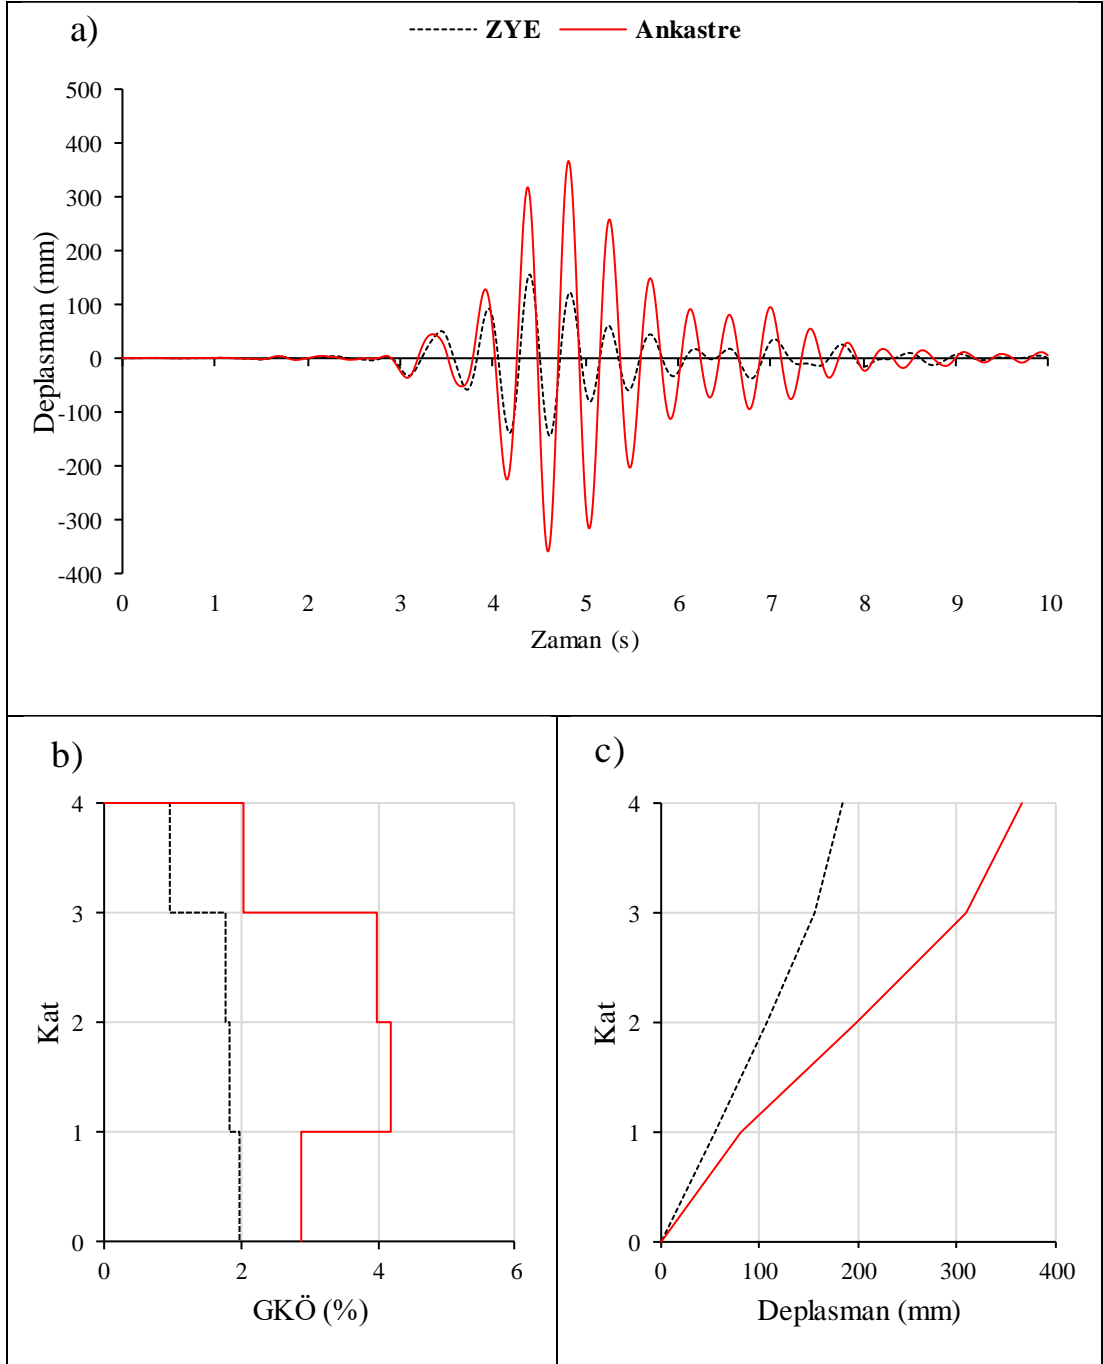 a)
ZYE Ankastre
500
400
300
200
100
0
-100
-200
-300
-400
Deplasman (mm)
0 1 2 3 4 5 6 7 8 9 10
Zaman (s)
b)
4
3
2
1
0
Kat
0 2 4 6
GKÖ (%)
c)
4
3
2
1
0
Kat
0 100 200 300 400
Deplasman (mm)